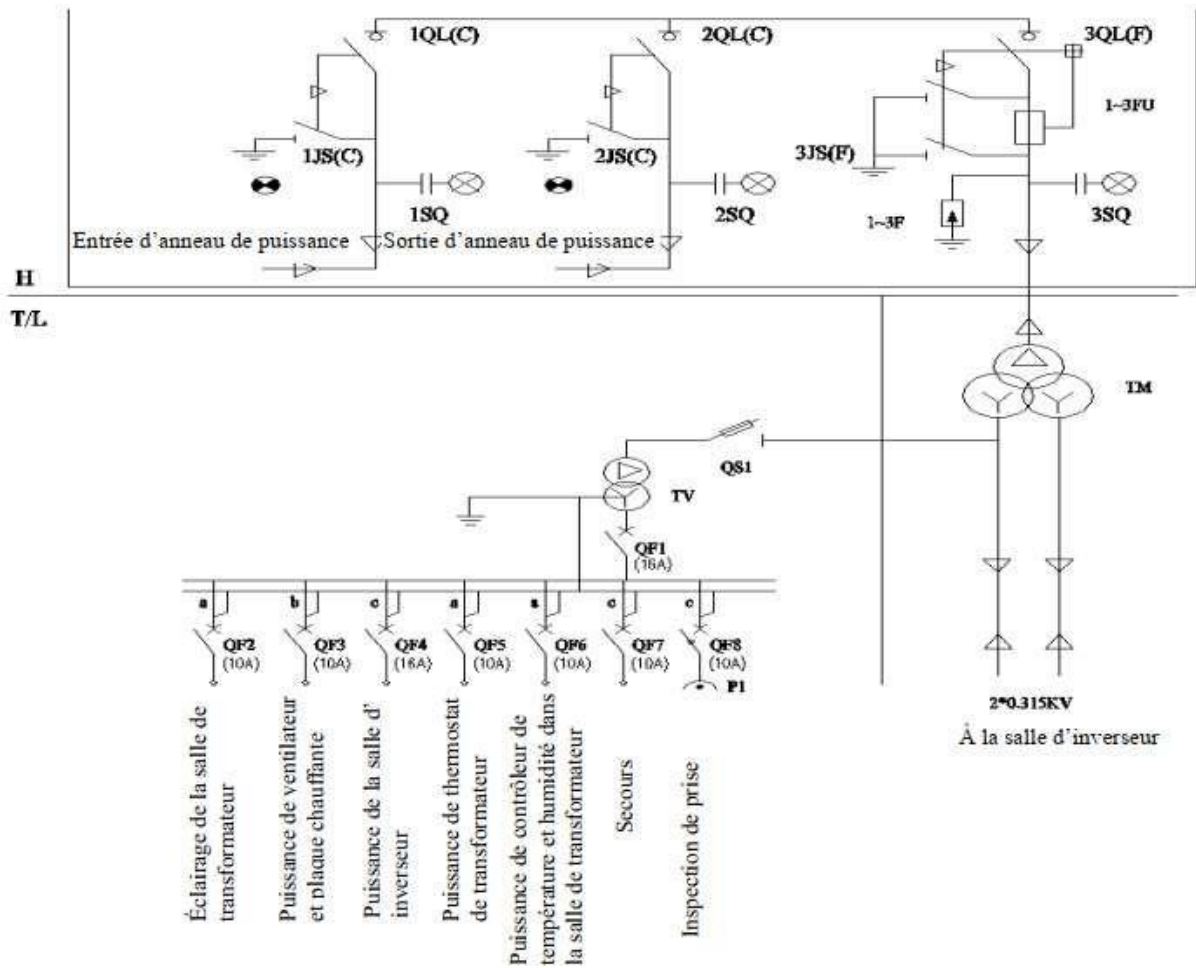 1QL(C)
2QL(C)
3QL(F)
1~3FU
1JS(C)
2JS(C)
3JS(F)
1SQ
2SQ
1~3F
3SQ
Entrée d'anneau de puissance
Sortie d'anneau de puissance
H
T/L
TM
QS1
TV
QF1
(16A)
a
b
c
a
s
c
c
QF2
(10A)
QF3
(10A)
QF4
(16A)
QF5
(10A)
QF6
(10A)
QF7
(10A)
QF8
(10A)
P1
2*0.315KV
À la salle d'inverseur
Éclairage de la salle de
transformateur
Puissance de ventilateur
et plaque chauffante
Puissance de la salle d'
inverseur
Puissance de thermostat
de transformateur
Puissance de contrôleur de
température et humidité dans
la salle de transformateur
Secours
Inspection de prise